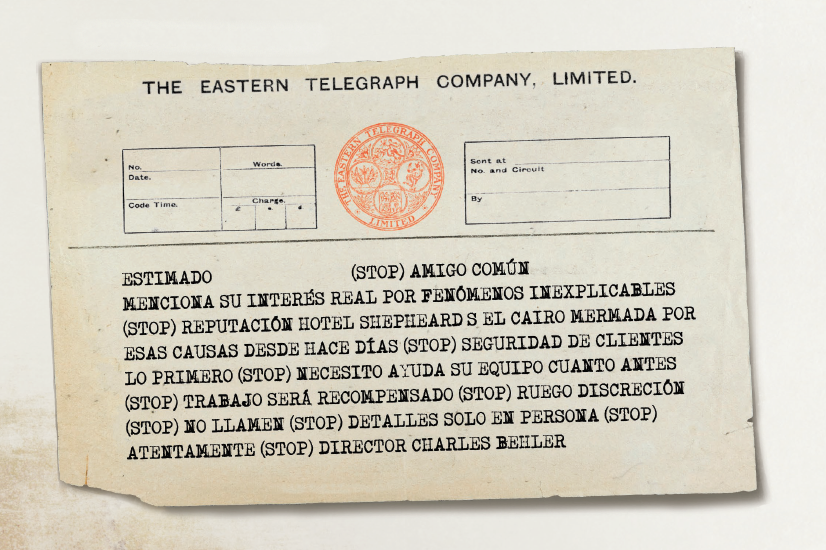 THE EASTERN TELEGRAPH COMPANY, LIMITED.
No.
Words.
Date.
Code Time.
Charge.
£ s. d.
THE EASTERN TELEGRAPH COMPANY LIMITED
Sent at
No. and Circuit
By
ESTIMADO (STOP) AMIGO COMÚN
MENCIONA SU INTERÉS REAL POR FENÓMENOS INEXPLICABLES
(STOP) REPUTACIÓN HOTEL SHEPHEARD S EL CAIRO MERMADA POR
ESAS CAUSAS DESDE HACE DÍAS (STOP) SEGURIDAD DE CLIENTES
LO PRIMERO (STOP) NECESITO AYUDA SU EQUIPO CUANTO ANTES
(STOP) TRABAJO SERÁ RECOMPENSADO (STOP) RUEGO DISCRECIÓN
(STOP) NO LLAMEN (STOP) DETALLES SOLO EN PERSONA (STOP)
ATENTAMENTE (STOP) DIRECTOR CHARLES BEHLER